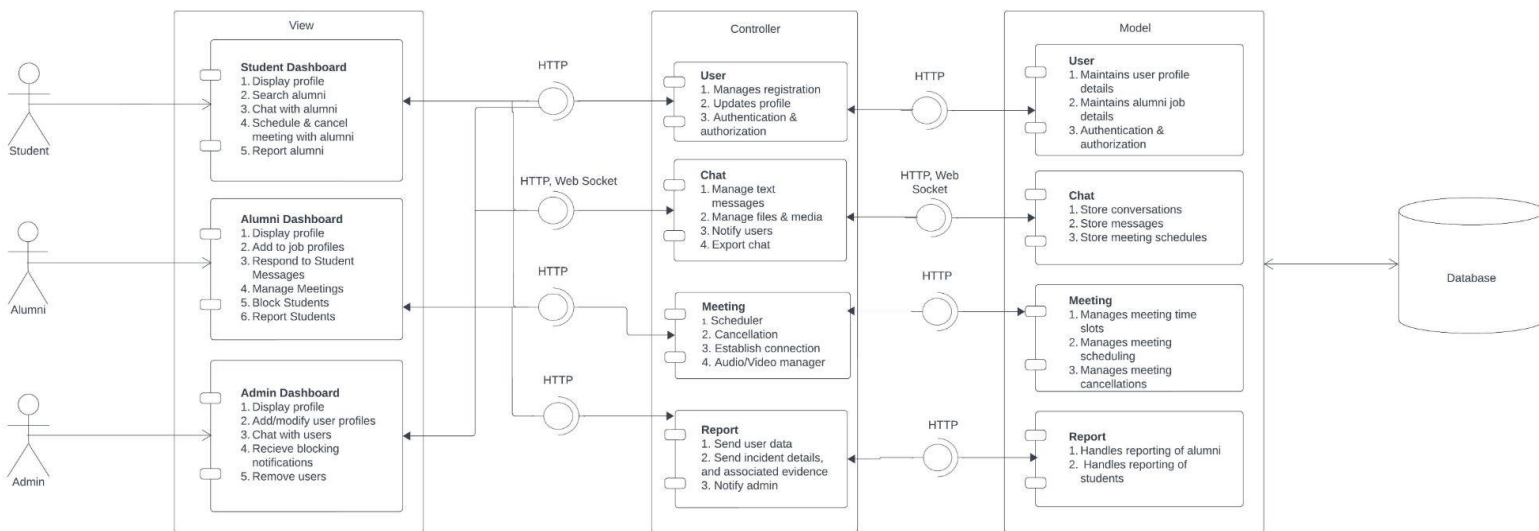 View
Student Dashboard
1. Display profile
2. Search alumni
3. Chat with alumni
4. Schedule & cancel
meeting with alumni
5. Report alumni
Alumni Dashboard
1. Display profile
2. Add to job profiles
3. Respond to Student
Messages
4. Manage Meetings
5. Block Students
6. Report Students
Admin Dashboard
1. Display profile
2. Add/modify user profiles
3. Chat with users
4. Recieve blocking
notifications
5. Remove users
Student
Alumni
Admin
HTTP
HTTP, Web Socket
HTTP
HTTP
Controller
User
1. Manages registration
2. Updates profile
3. Authentication &
authorization
Chat
1. Manage text
messages
2. Manage files & media
3. Notify users
4. Export chat
Meeting
1. Scheduler
2. Cancellation
3. Establish connection
4. Audio/Video manager
Report
1. Send user data
2. Send incident details,
and associated evidence
3. Notify admin
HTTP
HTTP, Web
Socket
HTTP
HTTP
Model
User
1. Maintains user profile
details
2. Maintains alumni job
details
3. Authentication &
authorization
Chat
1. Store conversations
2. Store messages
3. Store meeting schedules
Meeting
1. Manages meeting time
slots
2. Manages meeting
scheduling
3. Manages meeting
cancellations
Report
1. Handles reporting of alumni
2. Handles reporting of
students
Database